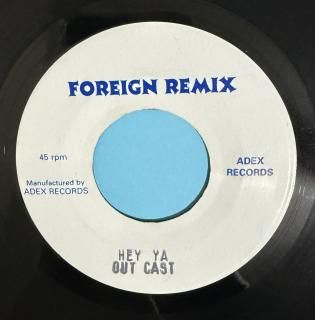 FOREIGN REMIX
45 rpm
ADEX
RECORDS
Manufactured by
ADEX RECORDS
HEY YA
OUT CAST